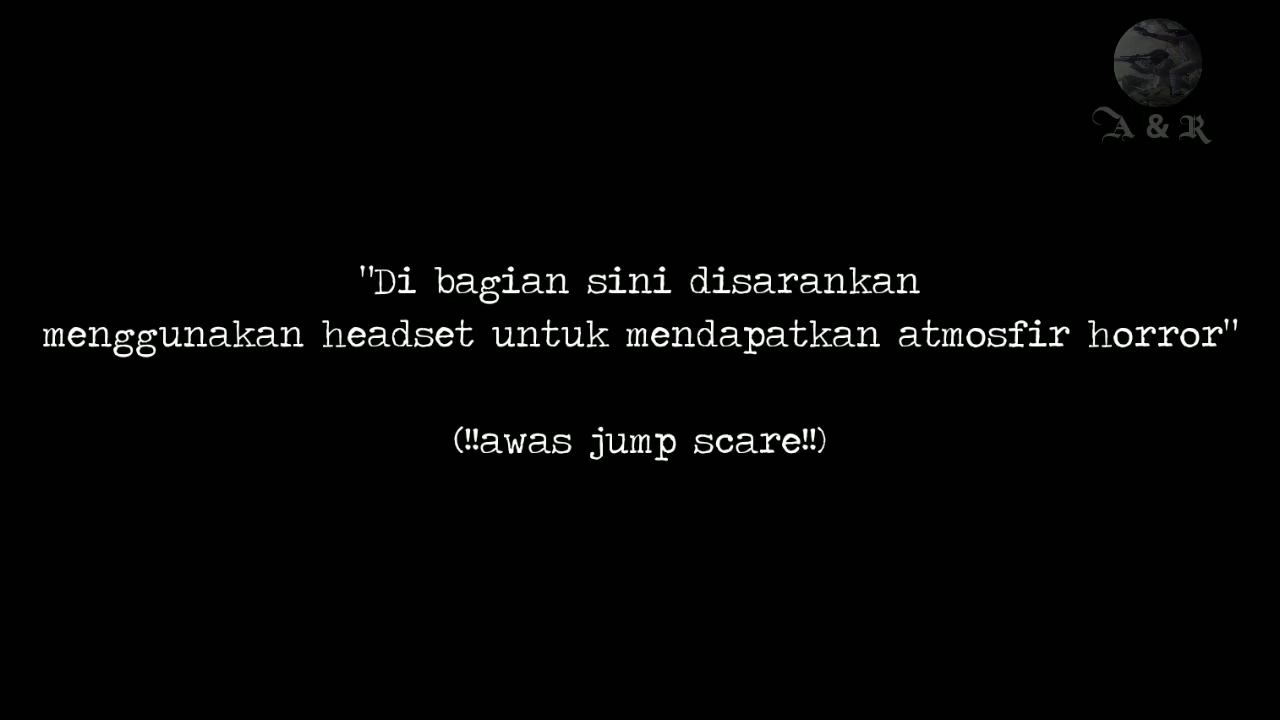 A & R
"Di bagian sini disarankan
menggunakan headset untuk mendapatkan atmosfir horror"
(!!awas jump scare!!)